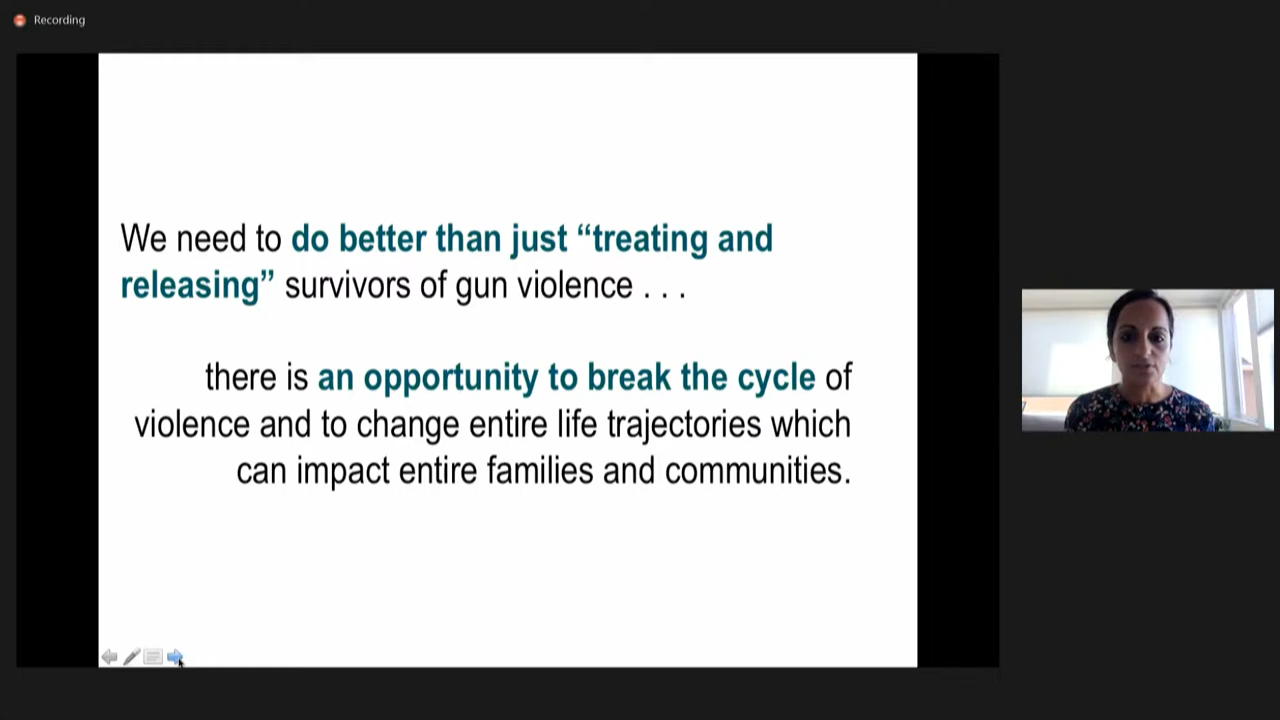 Recording
We need to do better than just “treating and
releasing” survivors of gun violence . . .
there is an opportunity to break the cycle of
violence and to change entire life trajectories which
can impact entire families and communities.